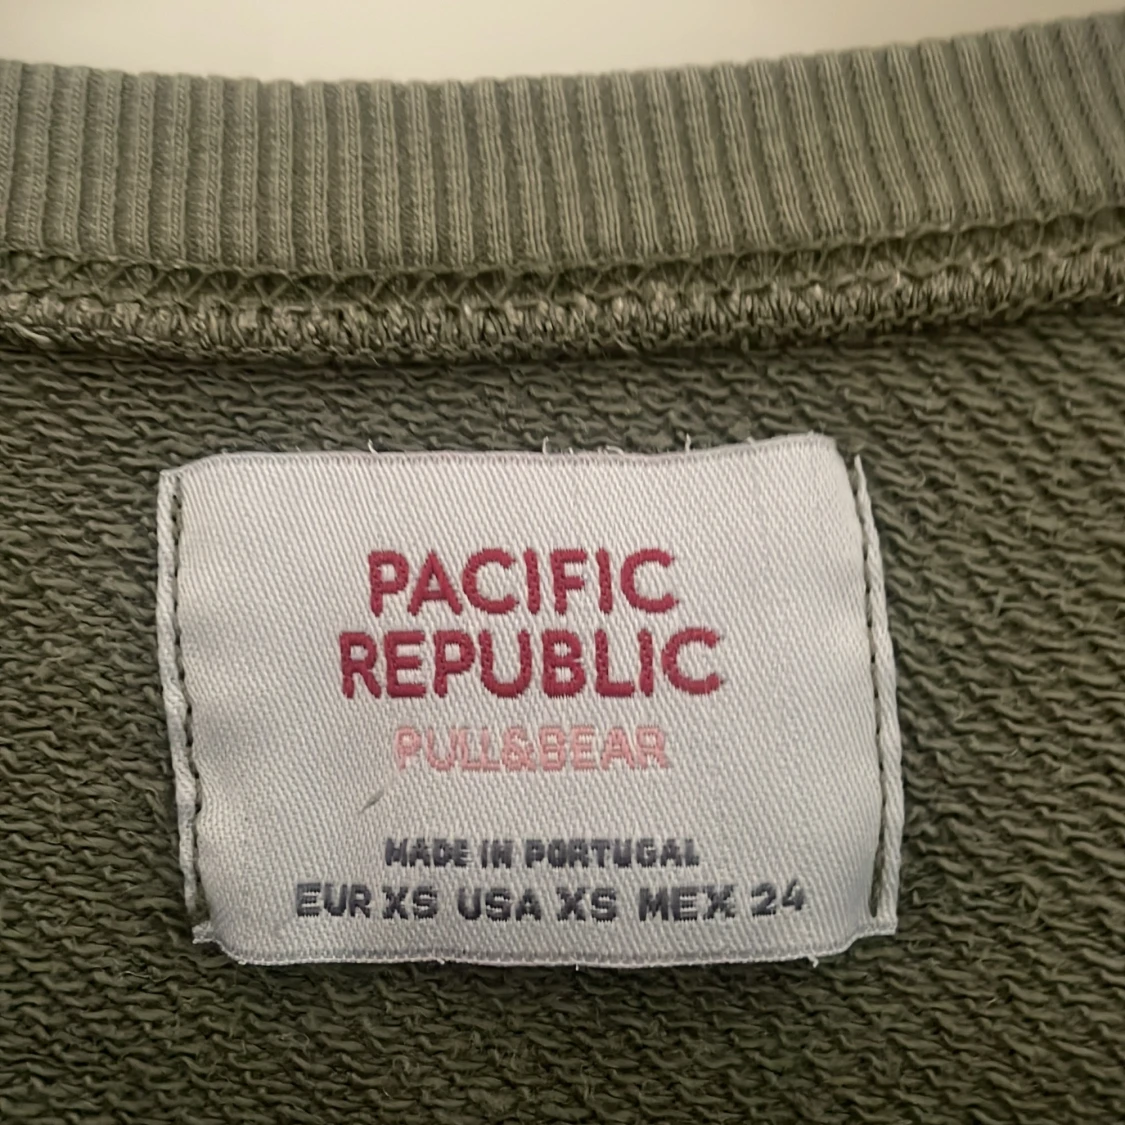 PACIFIC
REPUBLIC
PULL&BEAR
MADE IN PORTUGAL
EUR XS USA XS MEX 24